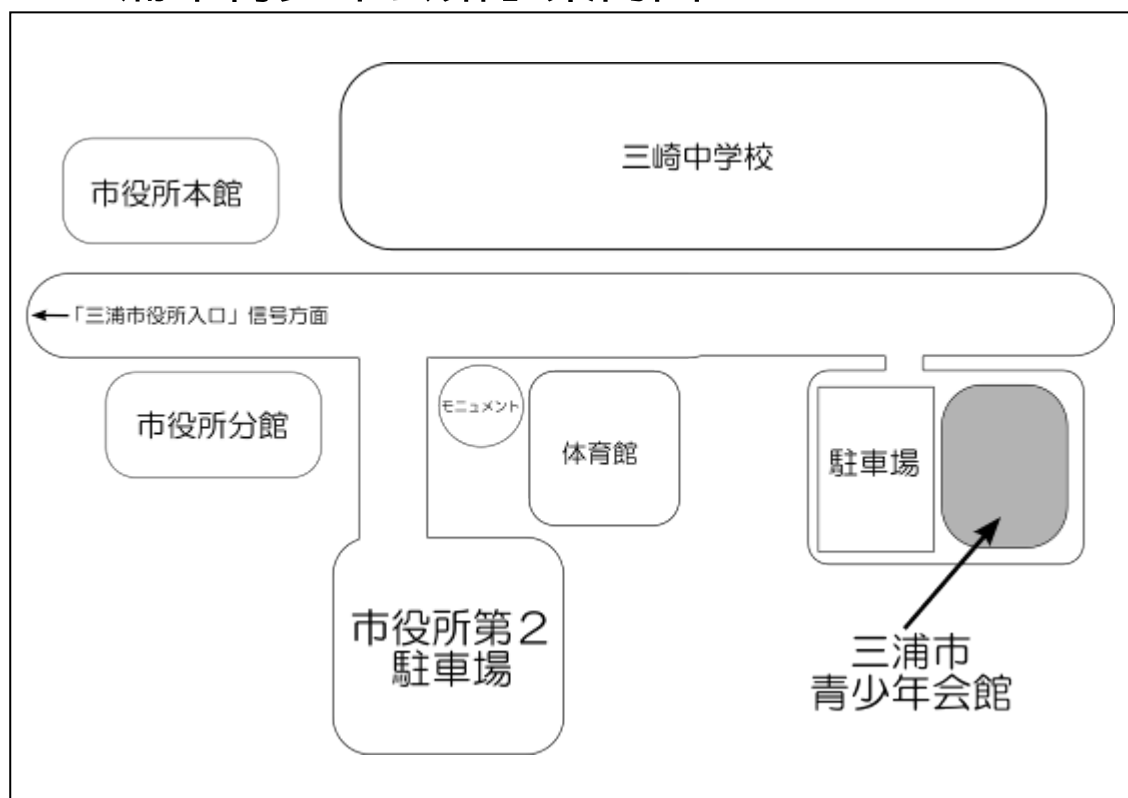 三崎中学校
市役所本館
「三浦市役所入口」信号方面
モニュメント
市役所分館
体育館
駐車場
市役所第2
駐車場
三浦市
青少年会館